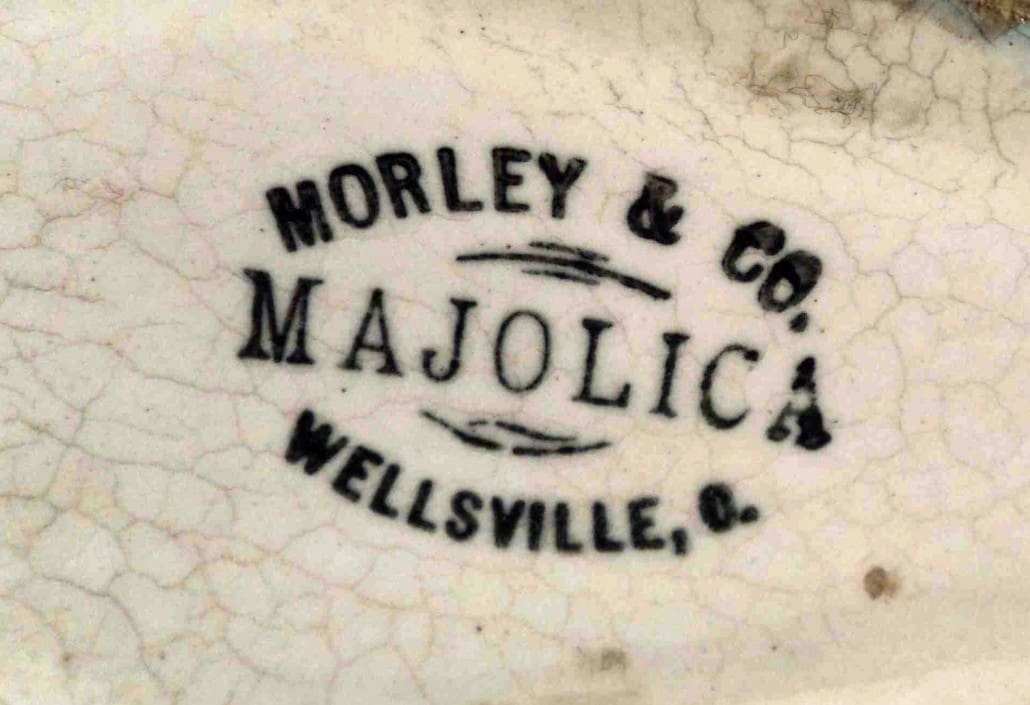 MORLEY & CO.
MAJOLICA
WELLSVILLE, O.